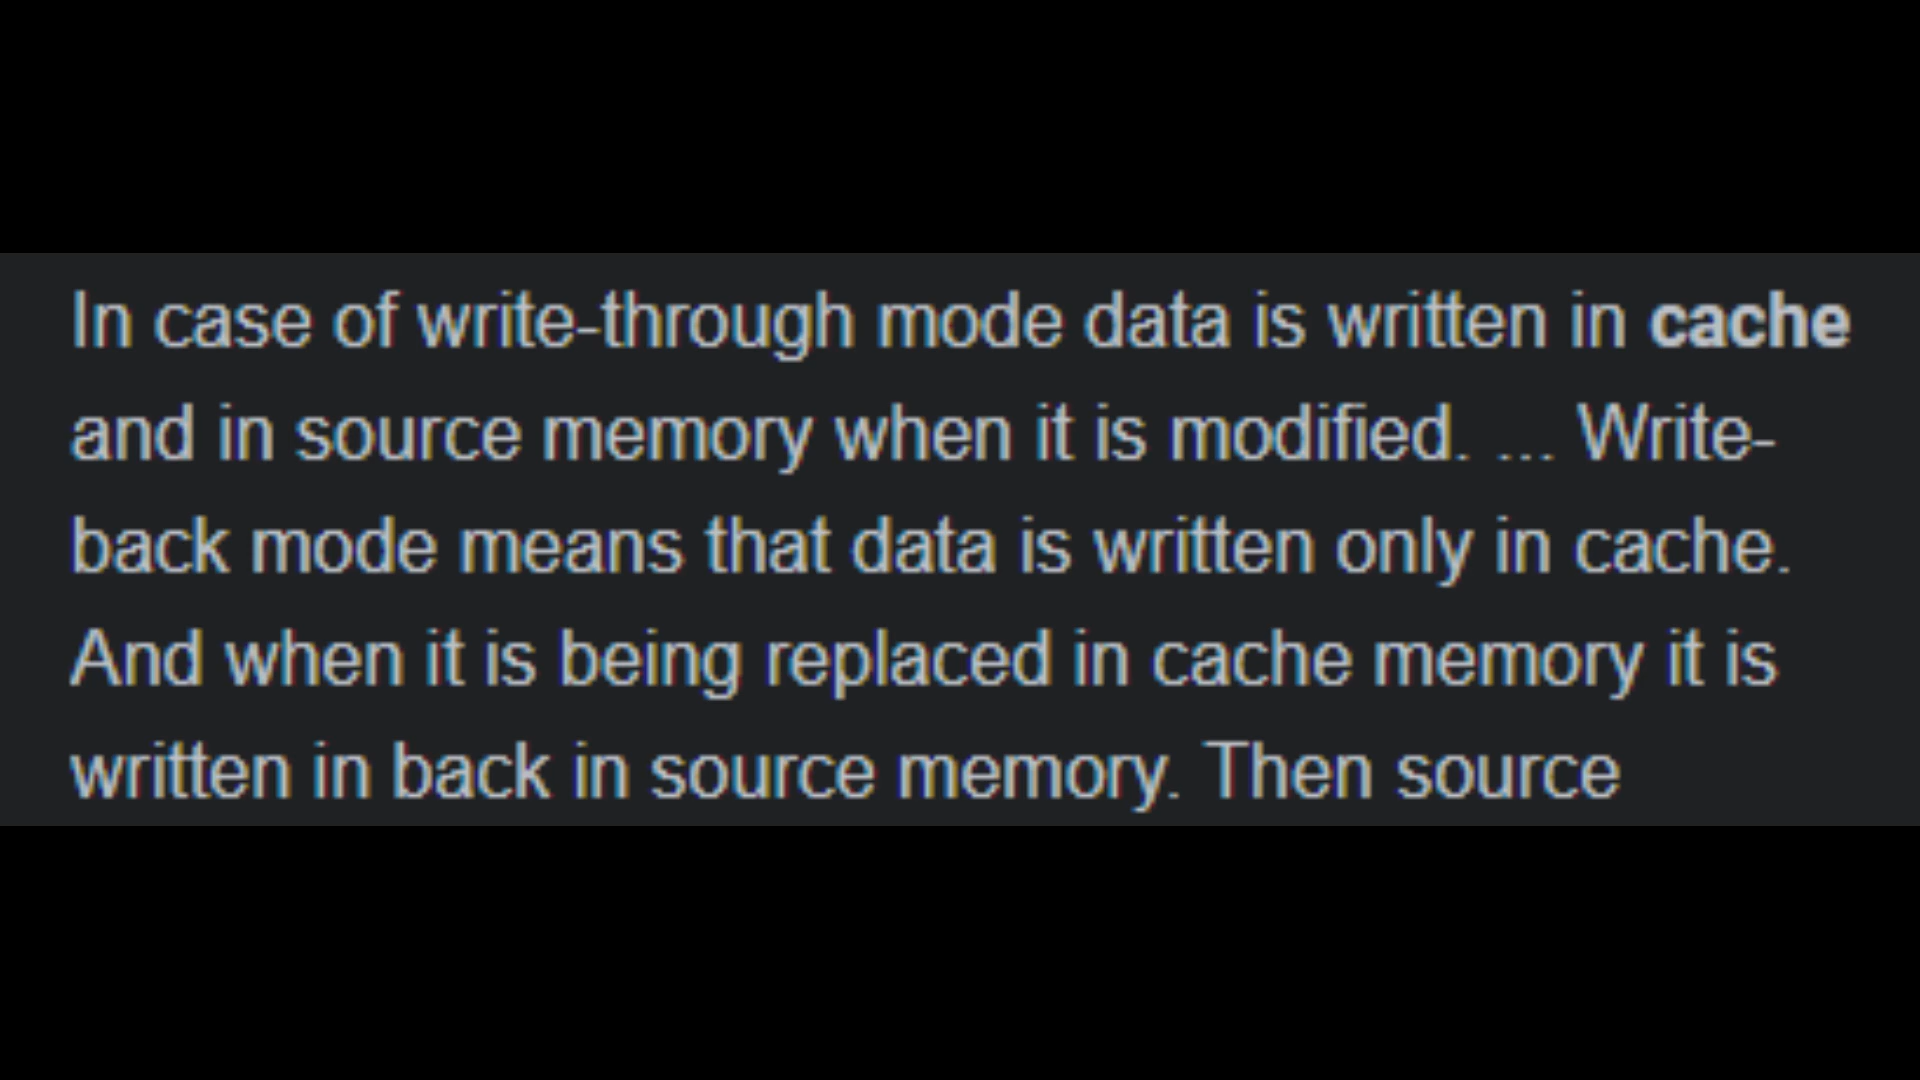 In case of write-through mode data is written in cache
and in source memory when it is modified. ... Write-
back mode means that data is written only in cache.
And when it is being replaced in cache memory it is
written in back in source memory. Then source